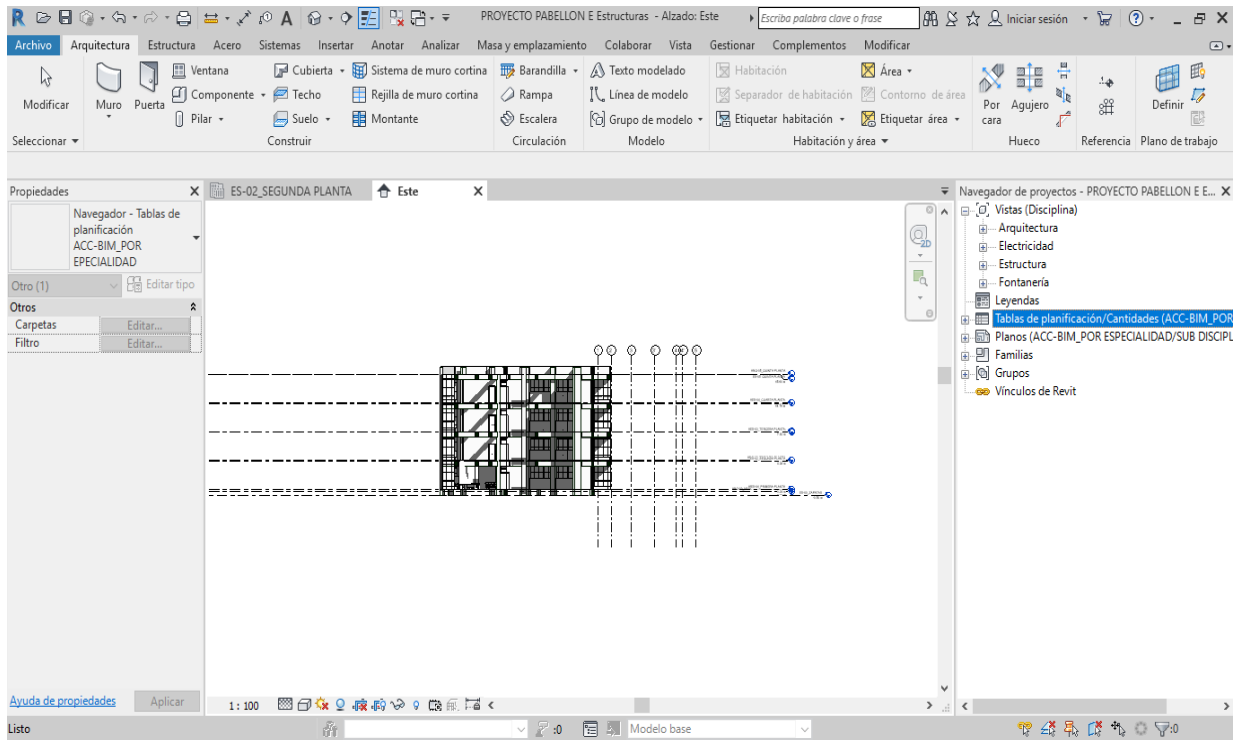 PROYECTO PABELLON E Estructuras - Alzado: Este
Escriba palabra clave o frase
Iniciar sesión
Archivo Arquitectura Estructura Acero Sistemas Insertar Anotar Analizar Masa y emplazamiento Colaborar Vista Gestionar Complementos Modificar
Modificar
Muro
Puerta
Ventana
Componente
Pilar
Cubierta
Techo
Suelo
Sistema de muro cortina
Rejilla de muro cortina
Montante
Barandilla
Rampa
Escalera
Texto modelado
Línea de modelo
Grupo de modelo
Habitación
Separador de habitación
Etiquetar habitación
Área
Contorno de área
Etiquetar área
Por cara
Agujero
Definir
Seleccionar
Construir
Circulación
Modelo
Habitación y área
Hueco
Referencia
Plano de trabajo
Propiedades
Navegador - Tablas de
planificación
ACC-BIM_POR
EPECIALIDAD
Otro (1)
Editar tipo
Otros
Carpetas Editar...
Filtro Editar...
Ayuda de propiedades
Aplicar
ES-02_SEGUNDA PLANTA
Este
2D
1 : 100
Navegador de proyectos - PROYECTO PABELLON E E...
Vistas (Disciplina)
Arquitectura
Electricidad
Estructura
Fontanería
Leyendas
Tablas de planificación/Cantidades (ACC-BIM_POR
Planos (ACC-BIM_POR ESPECIALIDAD/SUB DISCIPL
Familias
Grupos
Vínculos de Revit
Listo
:0
Modelo base
:0